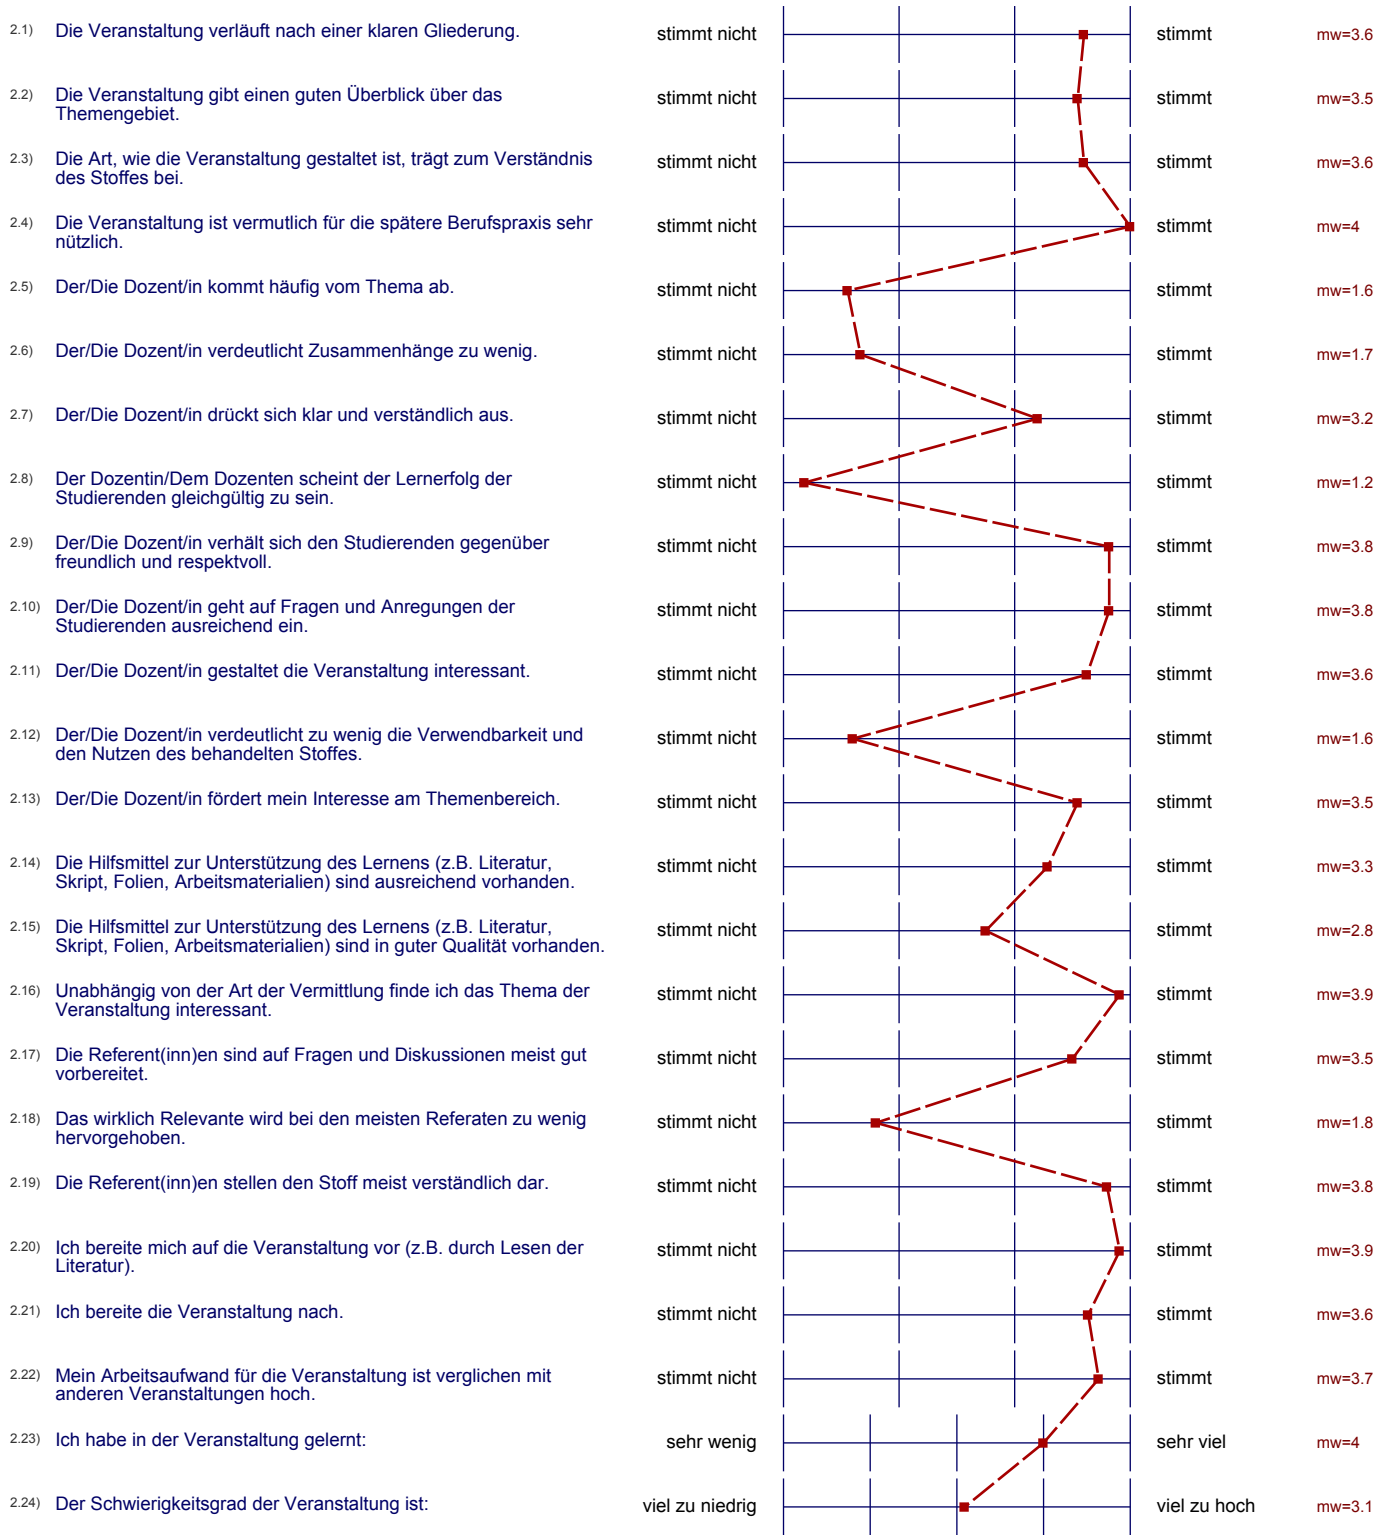 2.1) Die Veranstaltung verläuft nach einer klaren Gliederung. stimmt nicht stimmt mw=3.6
2.2) Die Veranstaltung gibt einen guten Überblick über das
Themengebiet. stimmt nicht stimmt mw=3.5
2.3) Die Art, wie die Veranstaltung gestaltet ist, trägt zum Verständnis
des Stoffes bei. stimmt nicht stimmt mw=3.6
2.4) Die Veranstaltung ist vermutlich für die spätere Berufspraxis sehr
nützlich. stimmt nicht stimmt mw=4
2.5) Der/Die Dozent/in kommt häufig vom Thema ab. stimmt nicht stimmt mw=1.6
2.6) Der/Die Dozent/in verdeutlicht Zusammenhänge zu wenig. stimmt nicht stimmt mw=1.7
2.7) Der/Die Dozent/in drückt sich klar und verständlich aus. stimmt nicht stimmt mw=3.2
2.8) Der Dozentin/Dem Dozenten scheint der Lernerfolg der
Studierenden gleichgültig zu sein. stimmt nicht stimmt mw=1.2
2.9) Der/Die Dozent/in verhält sich den Studierenden gegenüber
freundlich und respektvoll. stimmt nicht stimmt mw=3.8
2.10) Der/Die Dozent/in geht auf Fragen und Anregungen der
Studierenden ausreichend ein. stimmt nicht stimmt mw=3.8
2.11) Der/Die Dozent/in gestaltet die Veranstaltung interessant. stimmt nicht stimmt mw=3.6
2.12) Der/Die Dozent/in verdeutlicht zu wenig die Verwendbarkeit und
den Nutzen des behandelten Stoffes. stimmt nicht stimmt mw=1.6
2.13) Der/Die Dozent/in fördert mein Interesse am Themenbereich. stimmt nicht stimmt mw=3.5
2.14) Die Hilfsmittel zur Unterstützung des Lernens (z.B. Literatur,
Skript, Folien, Arbeitsmaterialien) sind ausreichend vorhanden. stimmt nicht stimmt mw=3.3
2.15) Die Hilfsmittel zur Unterstützung des Lernens (z.B. Literatur,
Skript, Folien, Arbeitsmaterialien) sind in guter Qualität vorhanden. stimmt nicht stimmt mw=2.8
2.16) Unabhängig von der Art der Vermittlung finde ich das Thema der
Veranstaltung interessant. stimmt nicht stimmt mw=3.9
2.17) Die Referent(inn)en sind auf Fragen und Diskussionen meist gut
vorbereitet. stimmt nicht stimmt mw=3.5
2.18) Das wirklich Relevante wird bei den meisten Referaten zu wenig
hervorgehoben. stimmt nicht stimmt mw=1.8
2.19) Die Referent(inn)en stellen den Stoff meist verständlich dar. stimmt nicht stimmt mw=3.8
2.20) Ich bereite mich auf die Veranstaltung vor (z.B. durch Lesen der
Literatur). stimmt nicht stimmt mw=3.9
2.21) Ich bereite die Veranstaltung nach. stimmt nicht stimmt mw=3.6
2.22) Mein Arbeitsaufwand für die Veranstaltung ist verglichen mit
anderen Veranstaltungen hoch. stimmt nicht stimmt mw=3.7
2.23) Ich habe in der Veranstaltung gelernt: sehr wenig sehr viel mw=4
2.24) Der Schwierigkeitsgrad der Veranstaltung ist: viel zu niedrig viel zu hoch mw=3.1